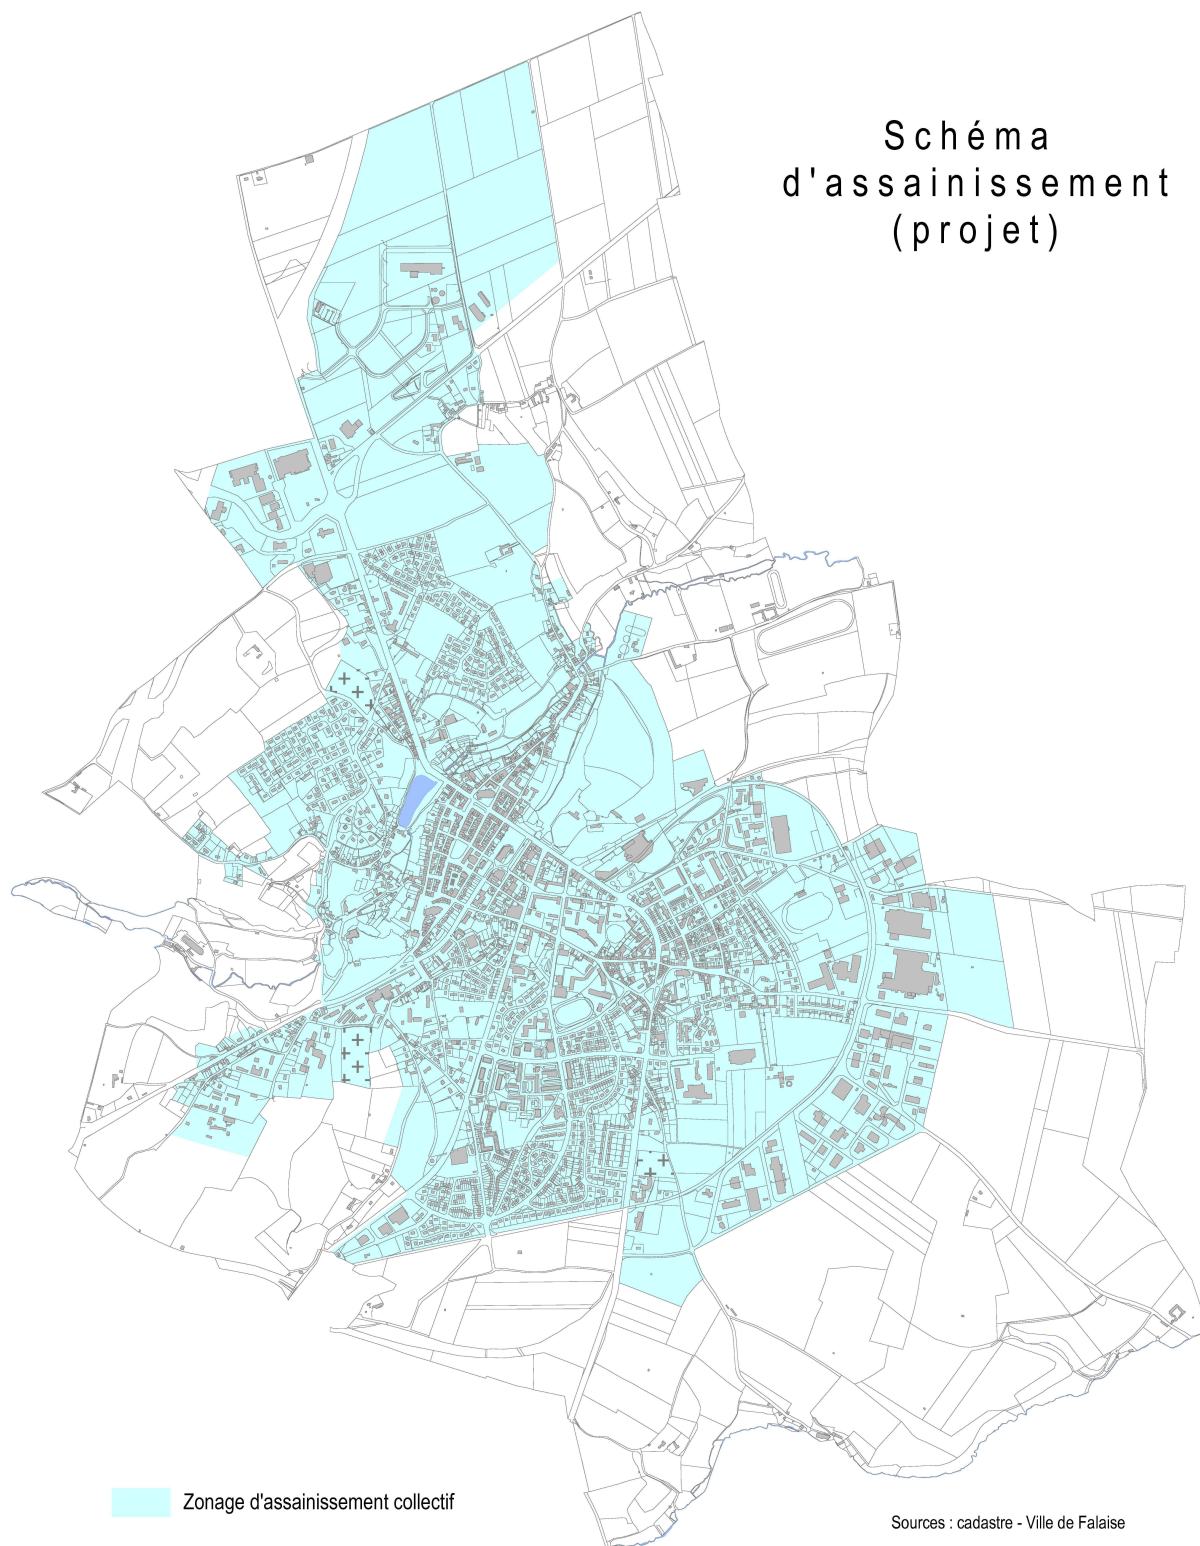 Schéma
d'assainissement
(projet)
Zonage d'assainissement collectif
Sources : cadastre - Ville de Falaise